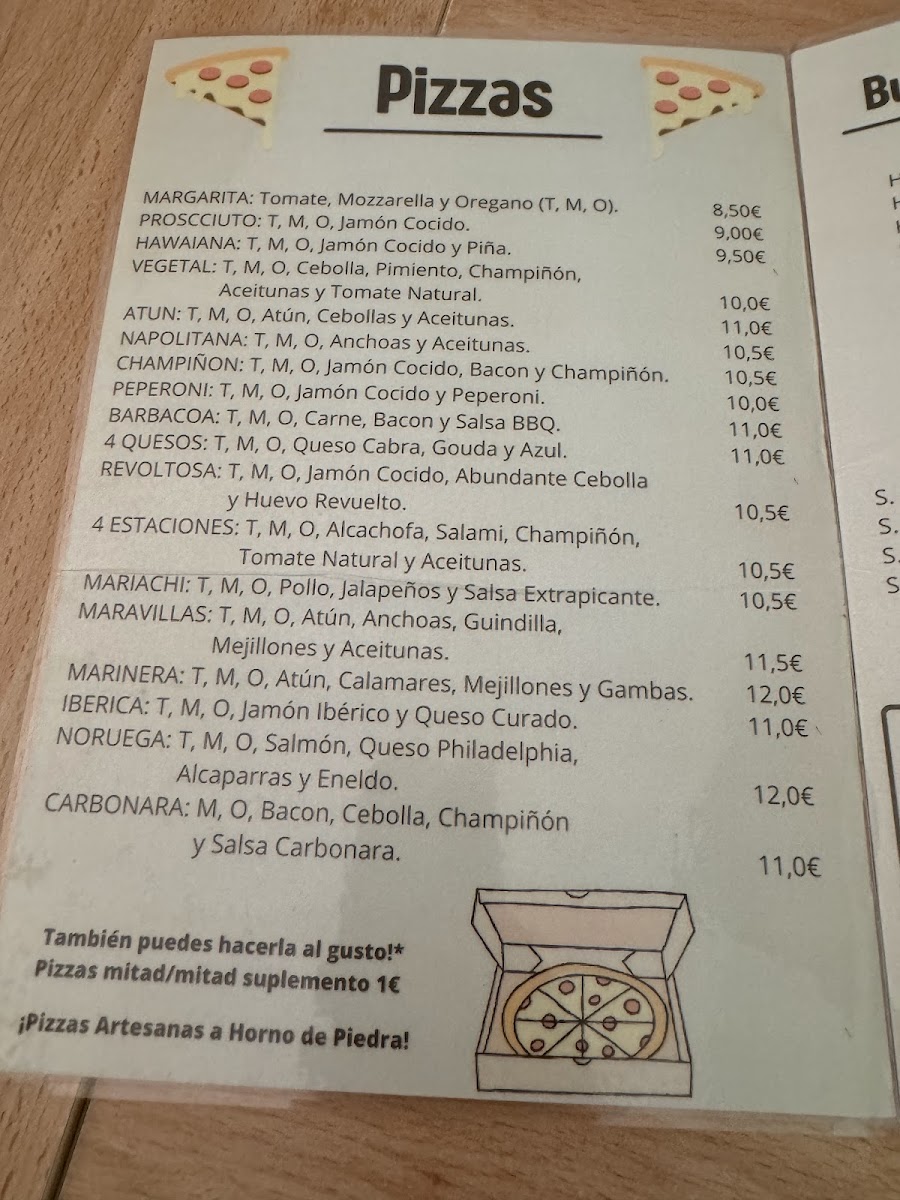 Pizzas
MARGARITA: Tomate, Mozzarella y Oregano (T, M, O). 8,50€
PROSCCIUTO: T, M, O, Jamón Cocido. 9,00€
HAWAIANA: T, M, O, Jamón Cocido y Piña. 9,50€
VEGETAL: T, M, O, Cebolla, Pimiento, Champiñón,
Aceitunas y Tomate Natural. 10,0€
ATUN: T, M, O, Atún, Cebollas y Aceitunas. 11,0€
NAPOLITANA: T, M, O, Anchoas y Aceitunas. 10,5€
CHAMPIÑON: T, M, O, Jamón Cocido, Bacon y Champiñón. 10,5€
PEPERONI: T, M, O, Jamón Cocido y Peperoni. 10,0€
BARBACOA: T, M, O, Carne, Bacon y Salsa BBQ. 11,0€
4 QUESOS: T, M, O, Queso Cabra, Gouda y Azul. 11,0€
REVOLTOSA: T, M, O, Jamón Cocido, Abundante Cebolla
y Huevo Revuelto. 10,5€
4 ESTACIONES: T, M, O, Alcachofa, Salami, Champiñón,
Tomate Natural y Aceitunas. 10,5€
MARIACHI: T, M, O, Pollo, Jalapeños y Salsa Extrapicante. 10,5€
MARAVILLAS: T, M, O, Atún, Anchoas, Guindilla,
Mejillones y Aceitunas. 11,5€
MARINERA: T, M, O, Atún, Calamares, Mejillones y Gambas. 12,0€
IBERICA: T, M, O, Jamón Ibérico y Queso Curado. 11,0€
NORUEGA: T, M, O, Salmón, Queso Philadelphia,
Alcaparras y Eneldo. 12,0€
CARBONARA: M, O, Bacon, Cebolla, Champiñón
y Salsa Carbonara. 11,0€
También puedes hacerla al gusto!*
Pizzas mitad/mitad suplemento 1€
¡Pizzas Artesanas a Horno de Piedra!
S.
S.